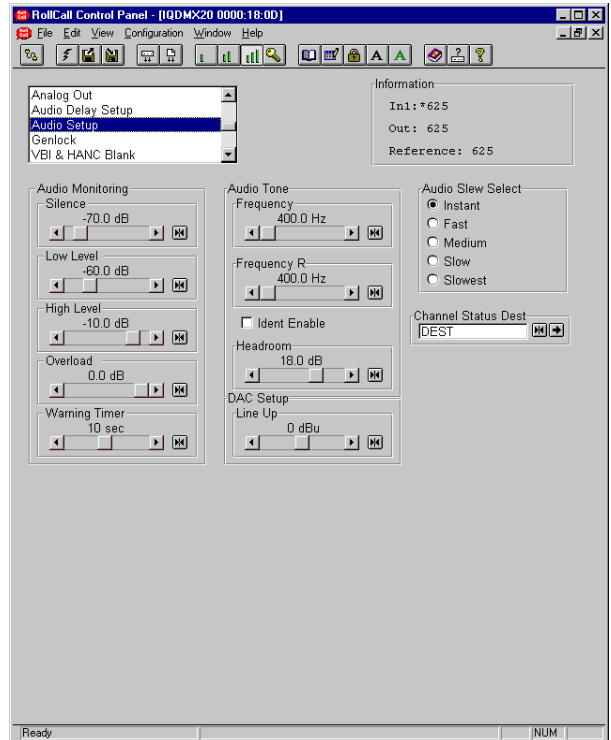 RollCall Control Panel - [IQDMX20 0000:18:0D]
File Edit View Configuration Window Help
A A
Analog Out
Audio Delay Setup
Audio Setup
Genlock
VBI & HANC Blank
Information
In1:*625
Out: 625
Reference: 625
Audio Monitoring
Silence
-70.0 dB
Low Level
-60.0 dB
High Level
-10.0 dB
Overload
0.0 dB
Warning Timer
10 sec
Audio Tone
Frequency
400.0 Hz
Frequency R
400.0 Hz
Ident Enable
Headroom
18.0 dB
DAC Setup
Line Up
0 dBu
Audio Slew Select
Instant
Fast
Medium
Slow
Slowest
Channel Status Dest
DEST
Ready
NUM